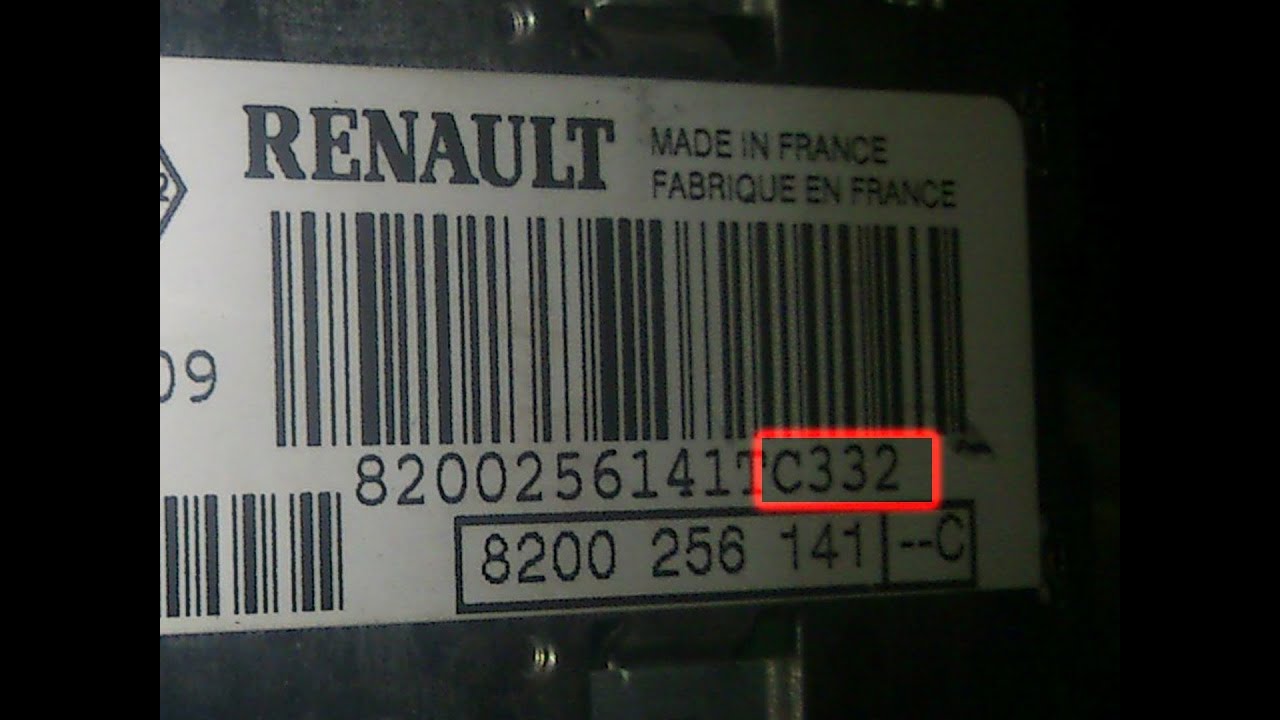 RENAULT
MADE IN FRANCE
FABRIQUE EN FRANCE
09
8200256141TC332
8200 256 141 --C